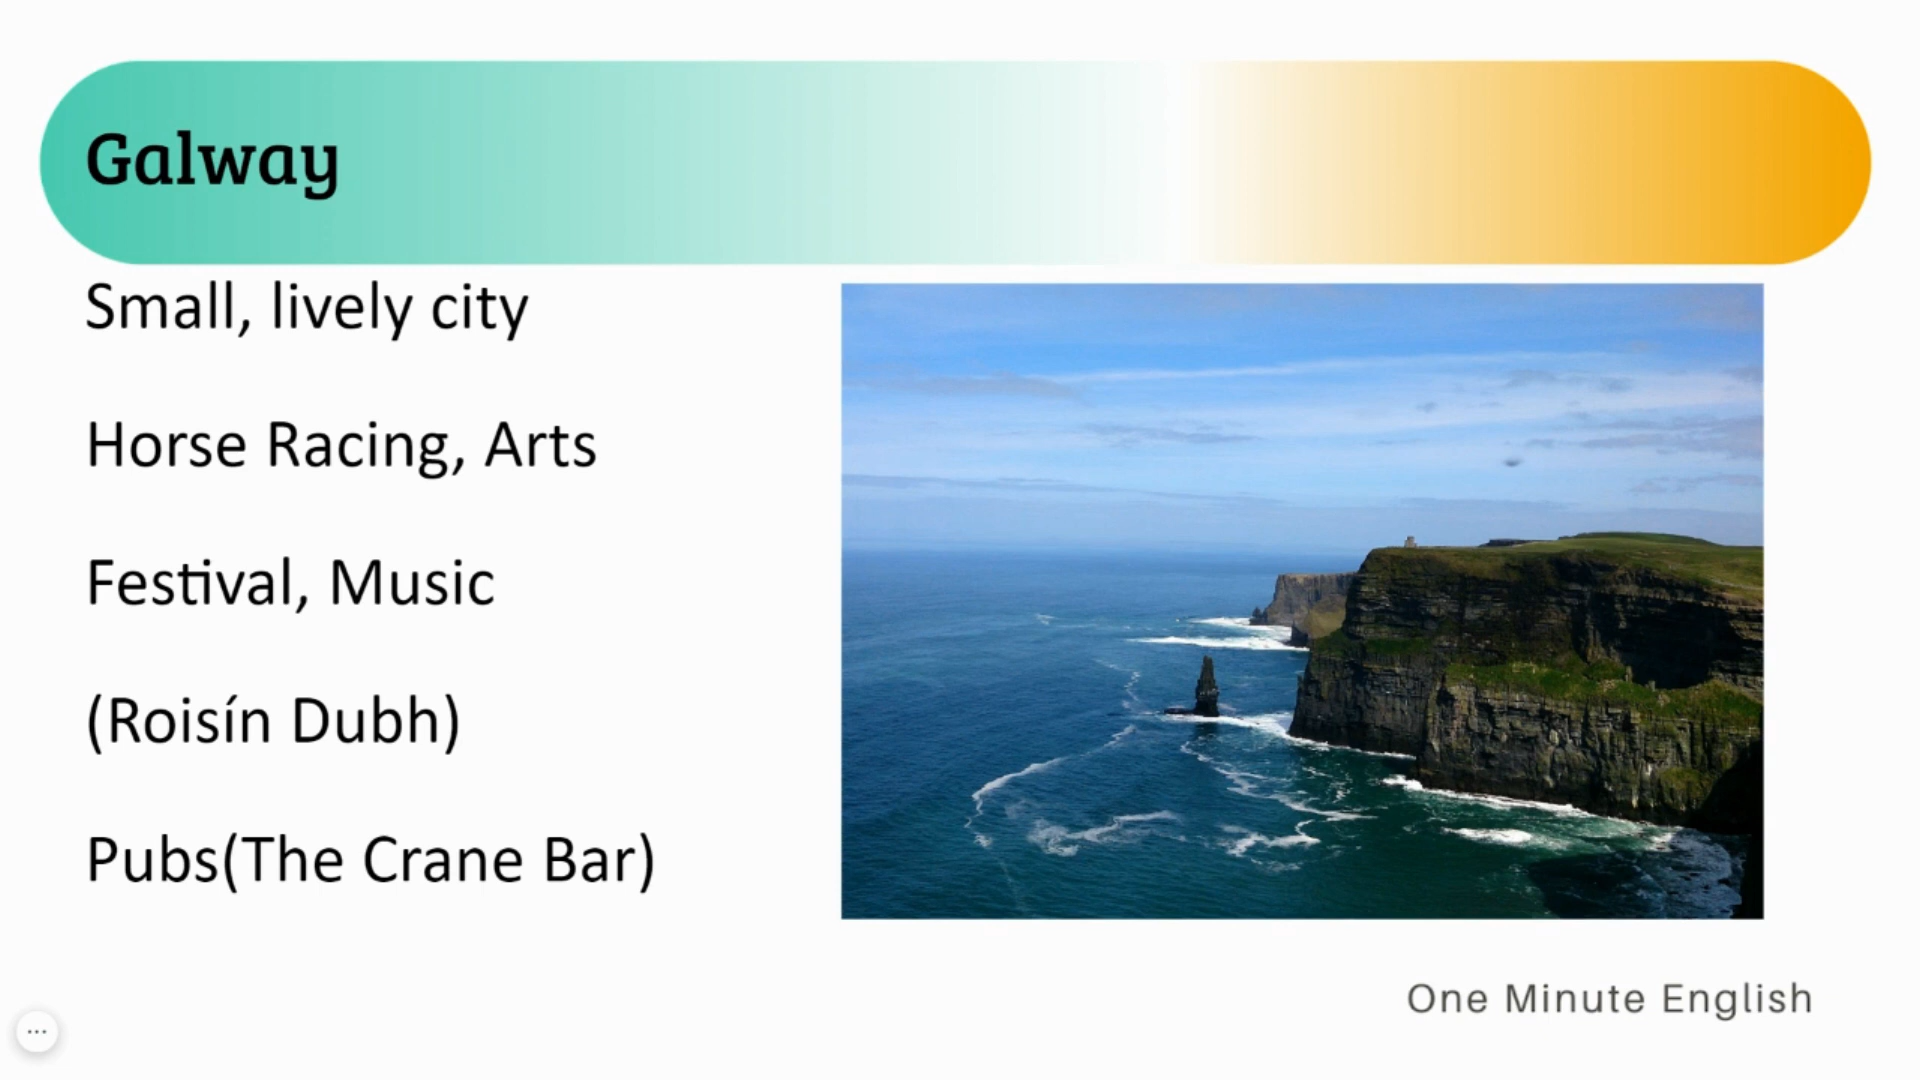 Galway
Small, lively city
Horse Racing, Arts
Festival, Music
(Roisín Dubh)
Pubs(The Crane Bar)
One Minute English